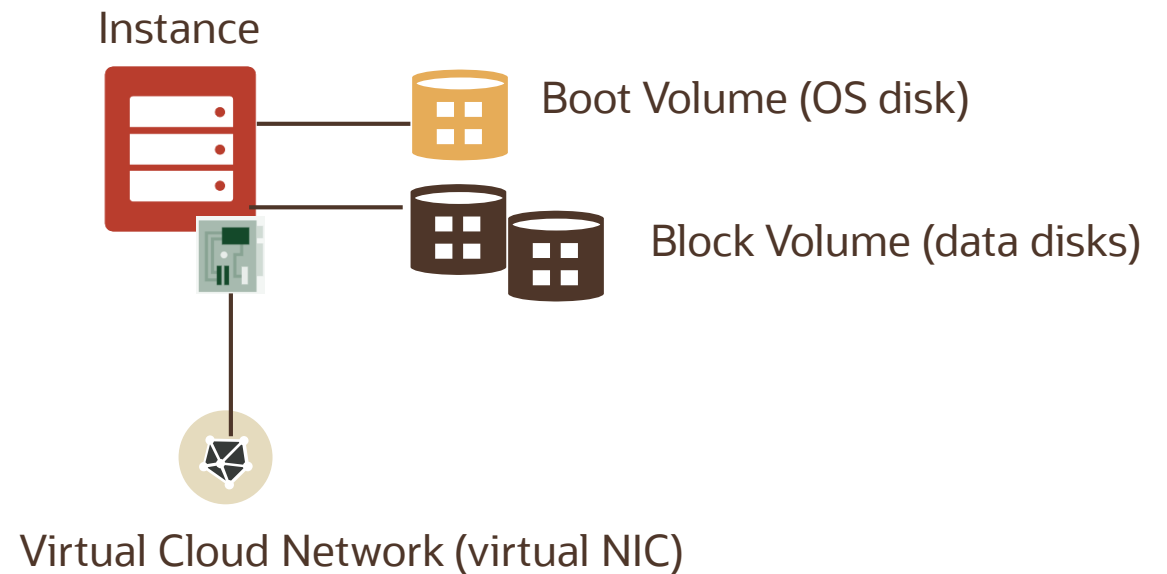 Instance
Boot Volume (OS disk)
Block Volume (data disks)
Virtual Cloud Network (virtual NIC)